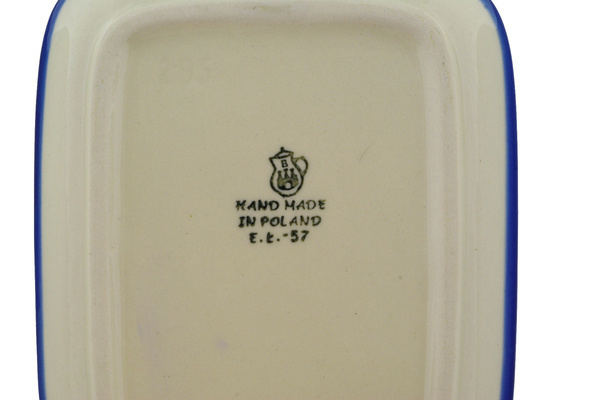 B
HAND MADE
IN POLAND
E.Ł.-57